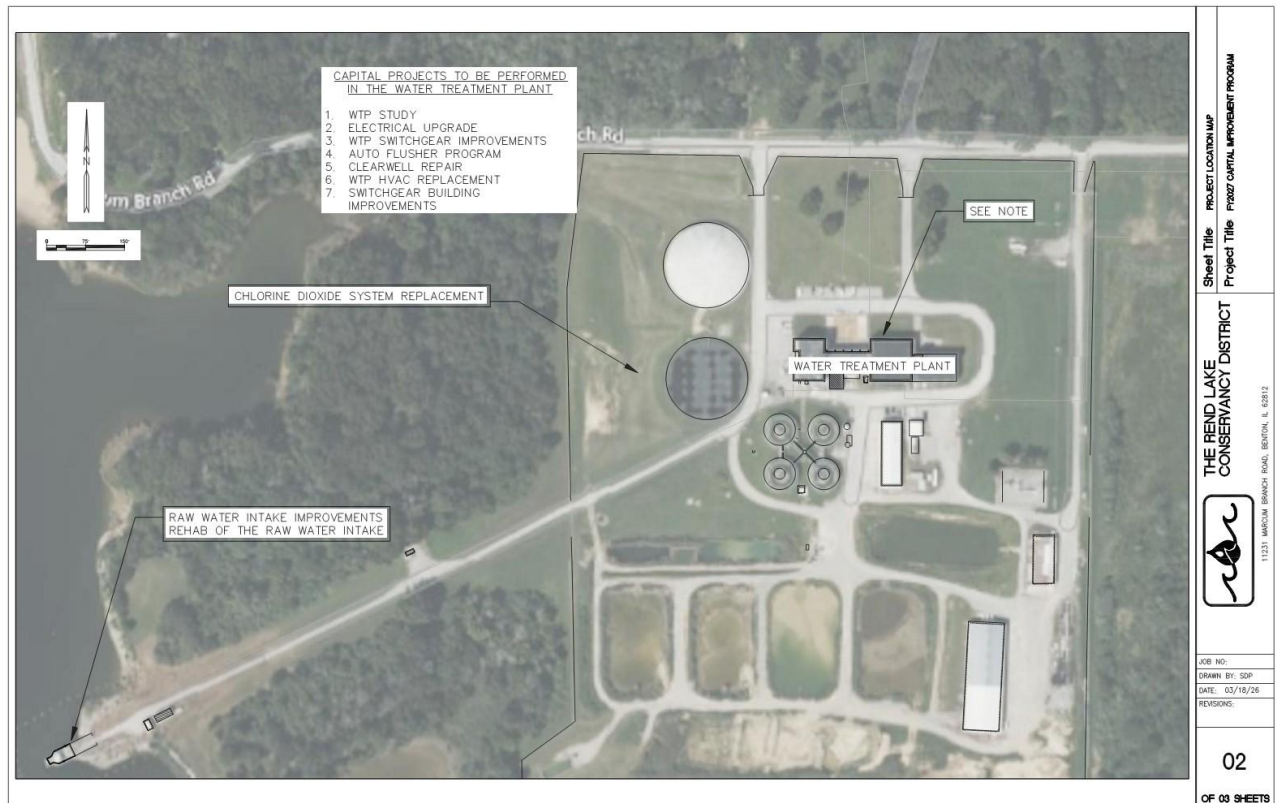 CAPITAL PROJECTS TO BE PERFORMED
IN THE WATER TREATMENT PLANT
1. WTP STUDY
2. ELECTRICAL UPGRADE
3. WTP SWITCHGEAR IMPROVEMENTS
4. AUTO FLUSHER PROGRAM
5. CLEARWELL REPAIR
6. WTP HVAC REPLACEMENT
7. SWITCHGEAR BUILDING
IMPROVEMENTS
ch Rd
um Branch Rd
N
0 75' 150'
SEE NOTE
CHLORINE DIOXIDE SYSTEM REPLACEMENT
WATER TREATMENT PLANT
RAW WATER INTAKE IMPROVEMENTS
REHAB OF THE RAW WATER INTAKE
Sheet Title: PROJECT LOCATION MAP
Project Title: FY2027 CAPITAL IMPROVEMENT PROGRAM
THE REND LAKE
CONSERVANCY DISTRICT
11231 MARCUM BRANCH ROAD, BENTON, IL 62812
JOB NO:
DRAWN BY: SDP
DATE: 03/18/26
REVISIONS:
02
OF 03 SHEETS